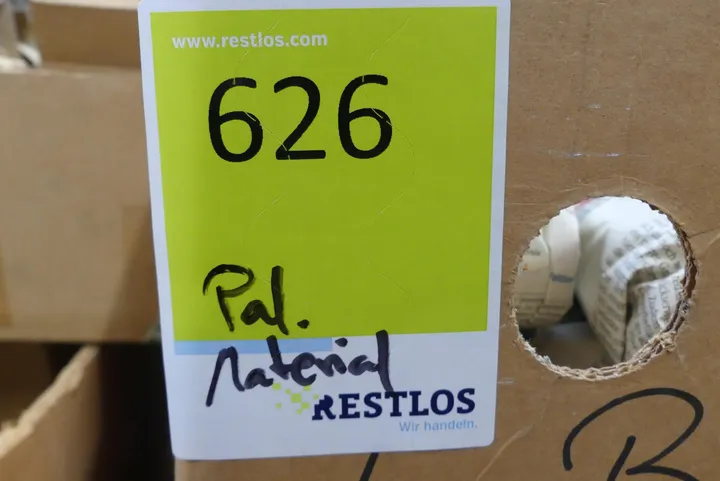 www.restlos.com
626
Pal.
Material
RESTLOS
Wir handeln.
B